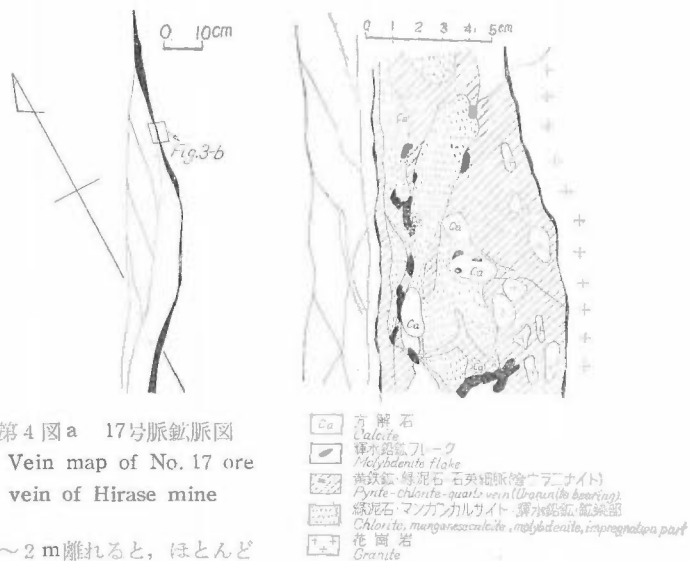 0 10cm
Fig.3-b
0 1 2 3 4 5cm
Ca
Ca
Ca
Ca
Ca
第4図a 17号脈鉱脈図
Vein map of No. 17 ore
vein of Hirase mine
~2m離れると，ほとんど
Ca 方解石
Calcite
輝水鉛鉱フレーク
Molybdenite flake
黄鉄鉱・緑泥石・石英細脈(含ウラニナイト)
Pyrite-chlorite-quartz vein (Uraninite bearing)
緑泥石・マンガンカルサイト・輝水鉛鉱・鉱染部
Chlorite, manganesecalcite, molybdenite, impregnation part
花崗岩
Granite